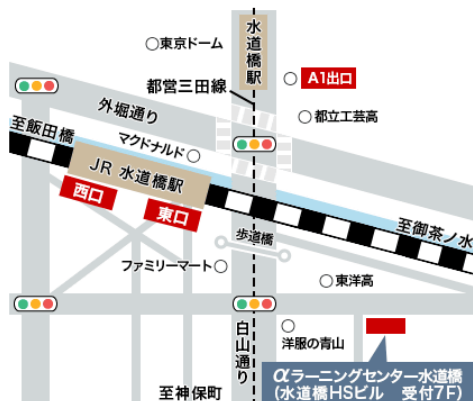 東京ドーム
水道橋駅
A1出口
都営三田線
外堀通り
都立工芸高
至飯田橋
マクドナルド
JR 水道橋駅
西口
東口
至御茶ノ水
歩道橋
ファミリーマート
東洋高
白山通り
洋服の青山
至神保町
αラーニングセンター水道橋
(水道橋HSビル 受付7F)